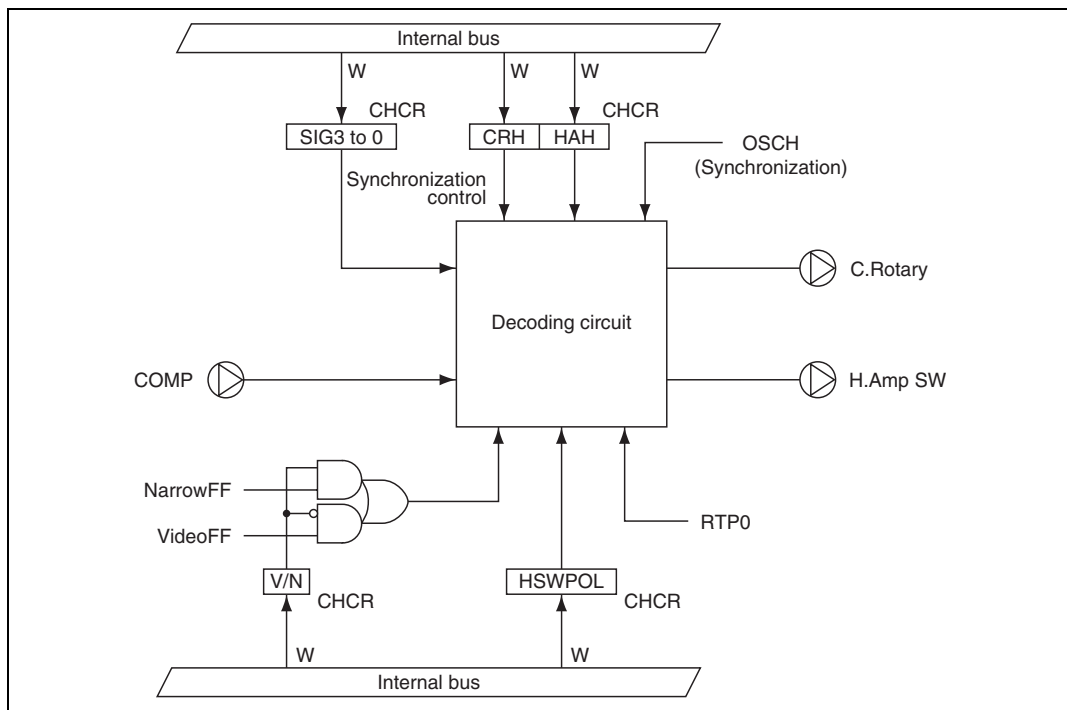 Internal bus
W
W
W
CHCR
CHCR
SIG3 to 0
CRH
HAH
OSCH
(Synchronization)
Synchronization
control
C.Rotary
Decoding circuit
COMP
H.Amp SW
NarrowFF
VideoFF
RTP0
V/N
HSWPOL
CHCR
CHCR
W
W
Internal bus